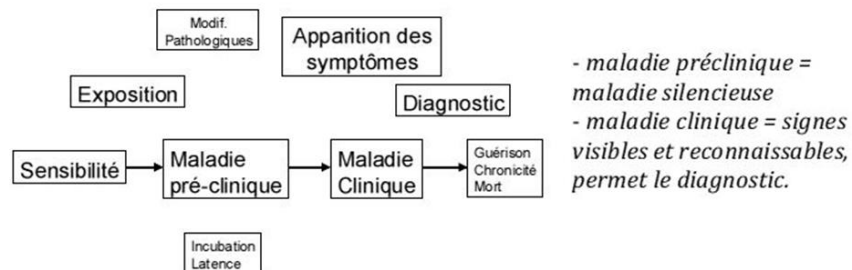 Modif.
Pathologiques
Apparition des
symptômes
Exposition
Diagnostic
Sensibilité
Maladie
pré-clinique
Maladie
Clinique
Guérison
Chronicité
Mort
Incubation
Latence
- maladie préclinique =
maladie silencieuse
- maladie clinique = signes
visibles et reconnaissables,
permet le diagnostic.